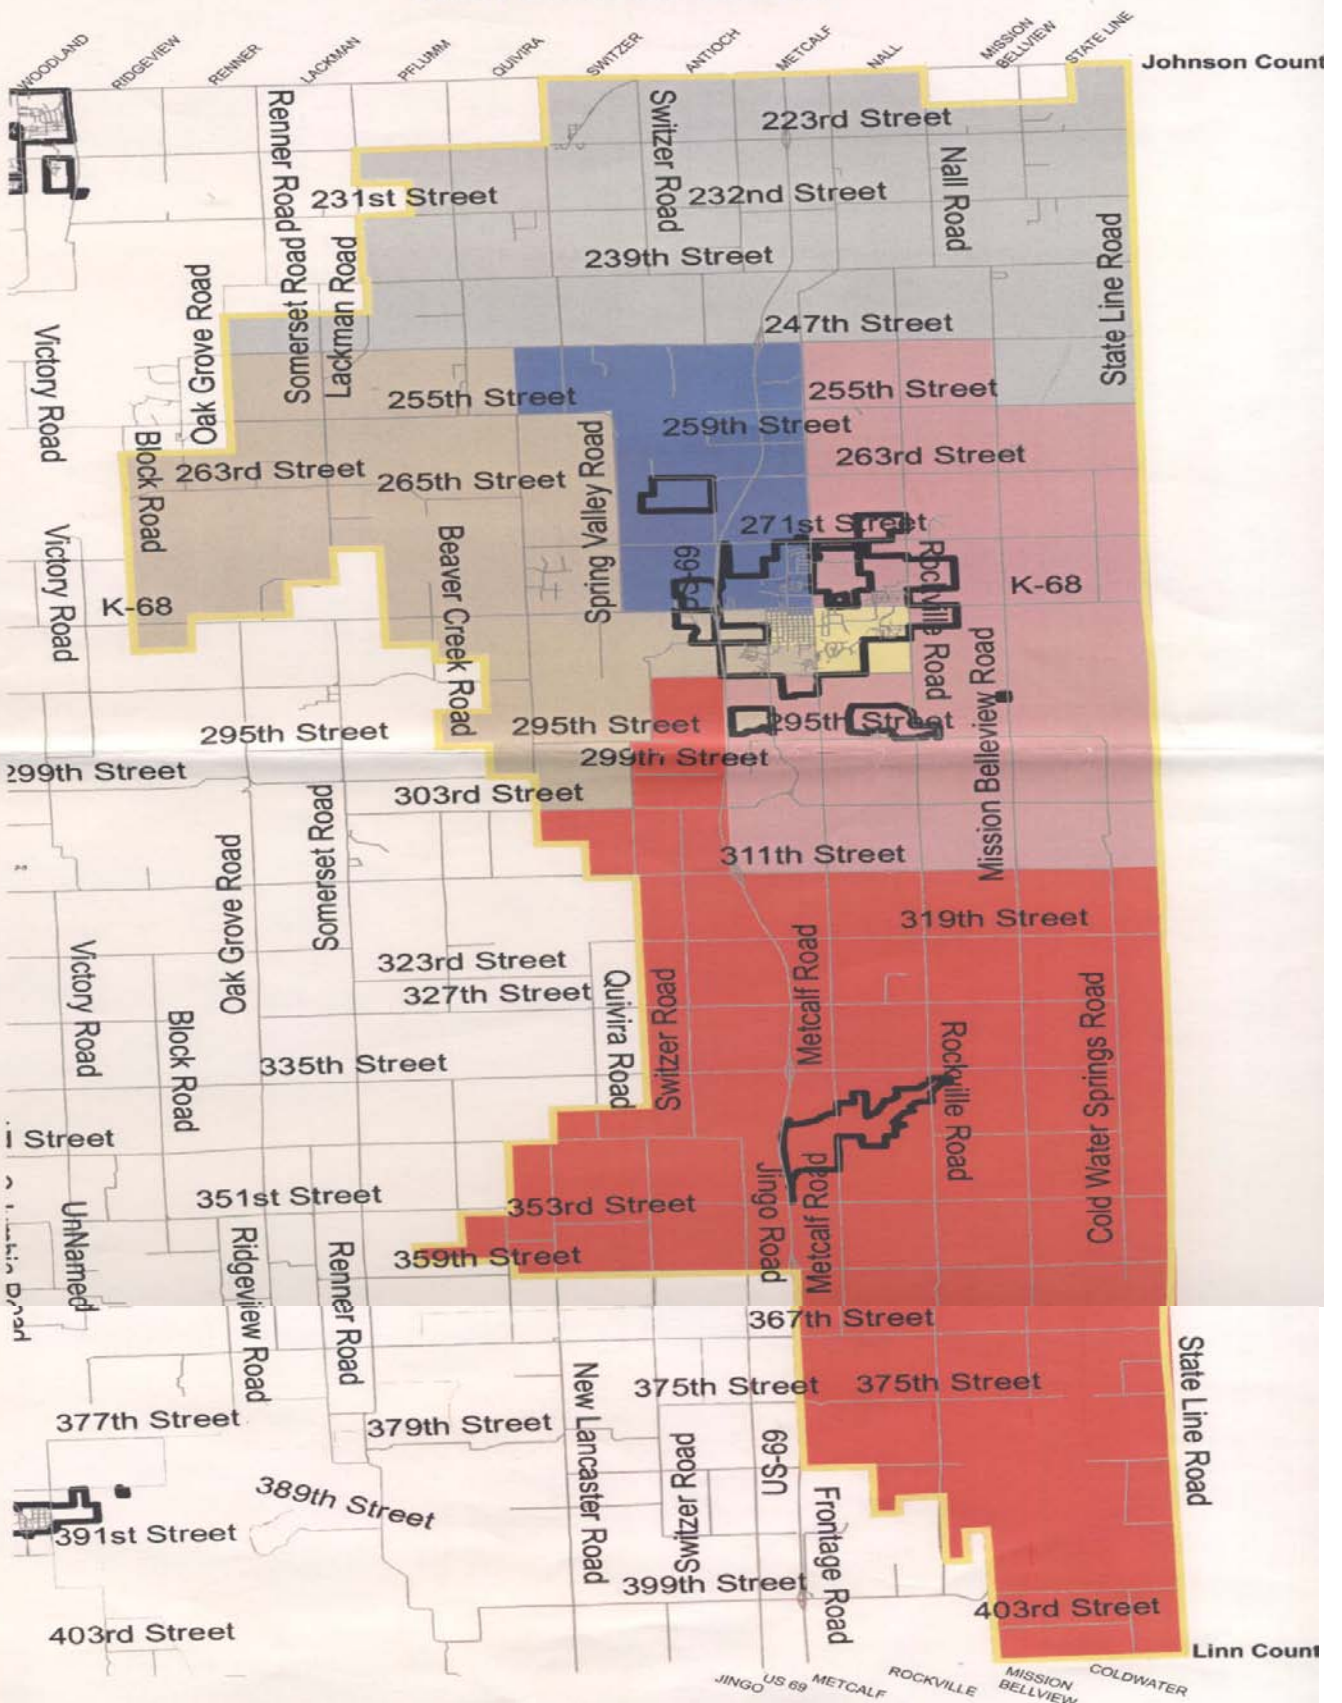 WOODLAND
RIDGEVIEW
RENNER
LACKMAN
PFLUMM
QUIVIRA
SWITZER
ANTIOCH
METCALF
NALL
MISSION
BELLVIEW
STATE LINE
Johnson Count
Renner Road
Switzer Road
223rd Street
Nall Road
231st Street
232nd Street
State Line Road
Somerset Road
Lackman Road
239th Street
Oak Grove Road
247th Street
Victory Road
255th Street
255th Street
259th Street
Block Road
263rd Street
265th Street
Spring Valley Road
263rd Street
Victory Road
Beaver Creek Road
271st Street
US-69
Rockville Road
K-68
K-68
Mission Belleview Road
295th Street
295th Street
295th Street
299th Street
299th Street
303rd Street
Somerset Road
Oak Grove Road
311th Street
319th Street
Victory Road
Block Road
323rd Street
327th Street
Quivira Road
Switzer Road
Metcalf Road
Rockville Road
Cold Water Springs Road
335th Street
Street
351st Street
353rd Street
Jingo Road
Metcalf Road
UnNamed
Ridgeview Road
Renner Road
359th Street
367th Street
State Line Road
375th Street
375th Street
377th Street
379th Street
New Lancaster Road
Switzer Road
US-69
Frontage Road
389th Street
391st Street
399th Street
403rd Street
403rd Street
Linn Count
JINGO
US 69
METCALF
ROCKVILLE
MISSION
BELLVIEW
COLDWATER